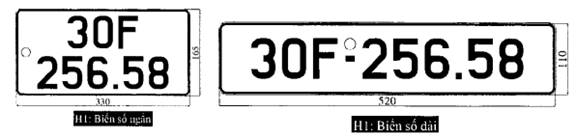 30F
256.58
165
330
H1: Biển số ngắn
30F-256.58
110
520
H1: Biển số dài